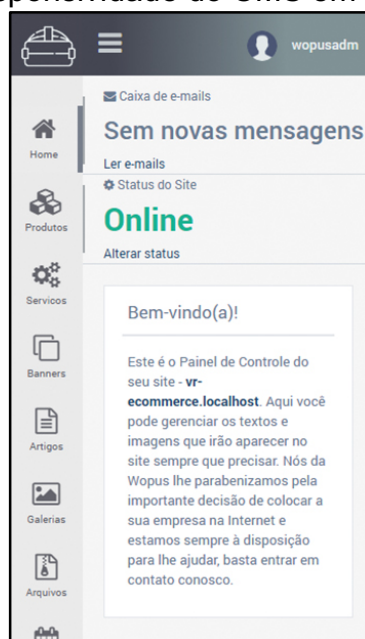 wopusadm
Caixa de e-mails
Sem novas mensagens
Ler e-mails
Status do Site
Online
Alterar status
Home
Produtos
Servicos
Banners
Artigos
Galerias
Arquivos
Bem-vindo(a)!
Este é o Painel de Controle do
seu site - vr-
ecommerce.localhost. Aqui você
pode gerenciar os textos e
imagens que irão aparecer no
site sempre que precisar. Nós da
Wopus lhe parabenizamos pela
importante decisão de colocar a
sua empresa na Internet e
estamos sempre à disposição
para lhe ajudar, basta entrar em
contato conosco.